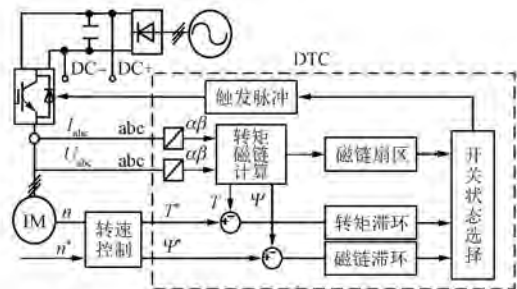 DC−
DC+
DTC
触发脉冲
I_abc
abc
αβ
转矩
磁链
计算
磁链扇区
U_abc
abc
αβ
开关状态选择
T
Ψ
IM
n
转速
控制
T*
转矩滞环
n*
Ψ*
磁链滞环